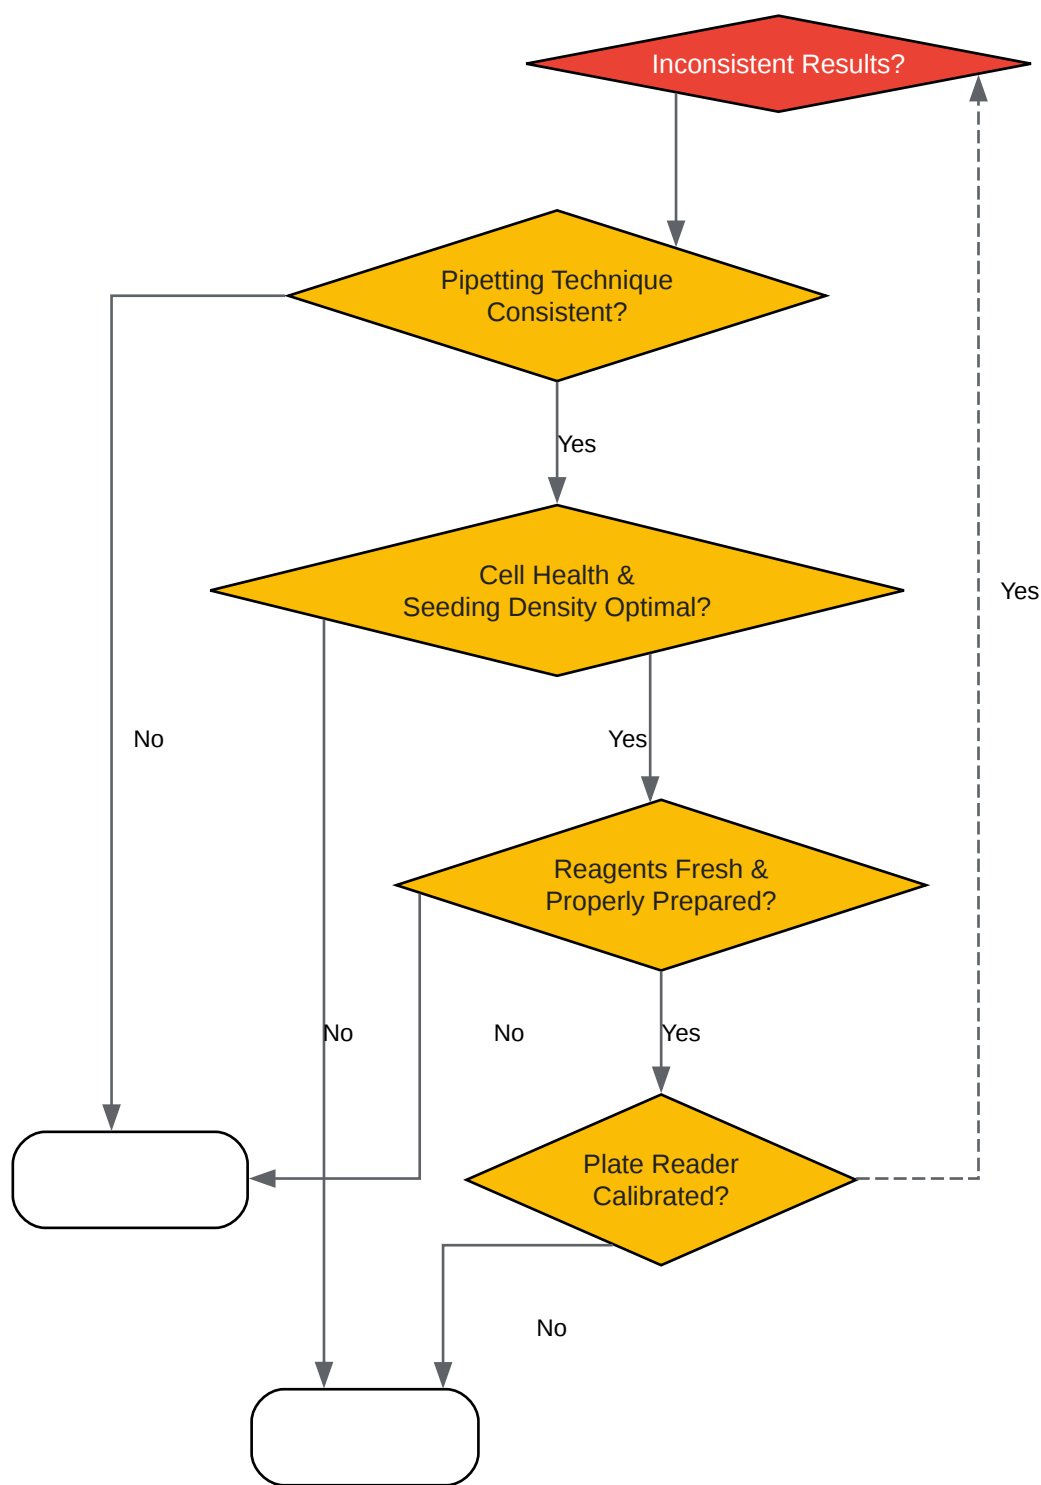 Inconsistent Results?
Pipetting Technique
Consistent?
Yes
Cell Health &
Seeding Density Optimal?
Yes
No
Yes
Reagents Fresh &
Properly Prepared?
No
No
Yes
Plate Reader
Calibrated?
No